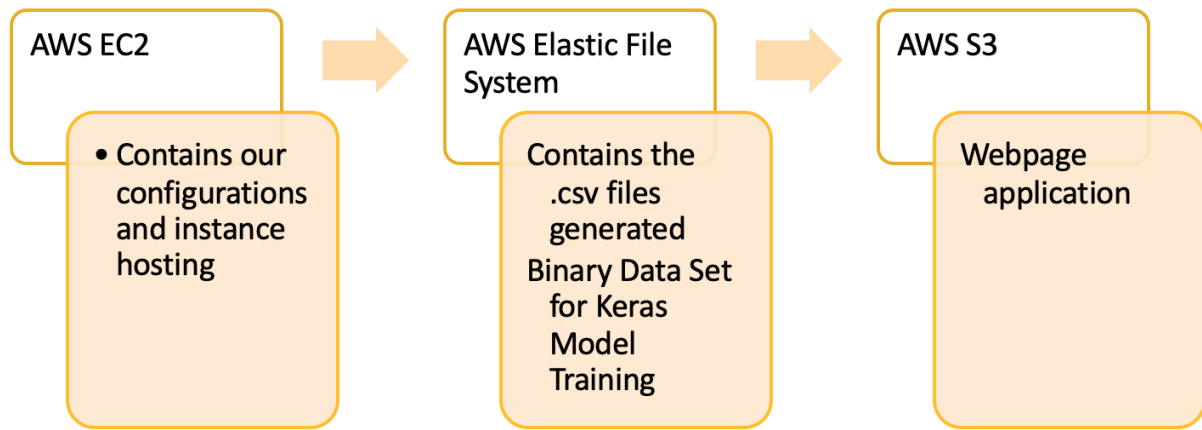 AWS EC2
• Contains our
configurations
and instance
hosting
AWS Elastic File
System
Contains the
.csv files
generated
Binary Data Set
for Keras
Model
Training
AWS S3
Webpage
application